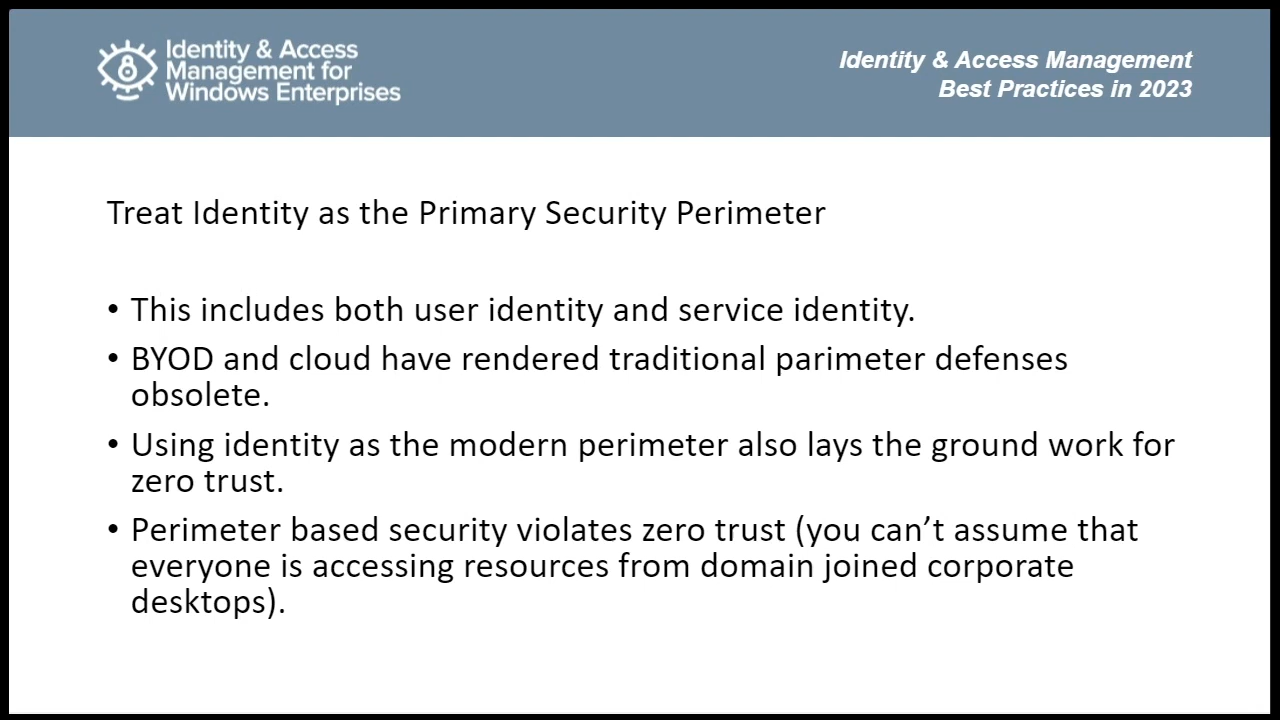 Identity & Access
Management for
Windows Enterprises
Identity & Access Management
Best Practices in 2023
Treat Identity as the Primary Security Perimeter
• This includes both user identity and service identity.
• BYOD and cloud have rendered traditional parimeter defenses
obsolete.
• Using identity as the modern perimeter also lays the ground work for
zero trust.
• Perimeter based security violates zero trust (you can’t assume that
everyone is accessing resources from domain joined corporate
desktops).